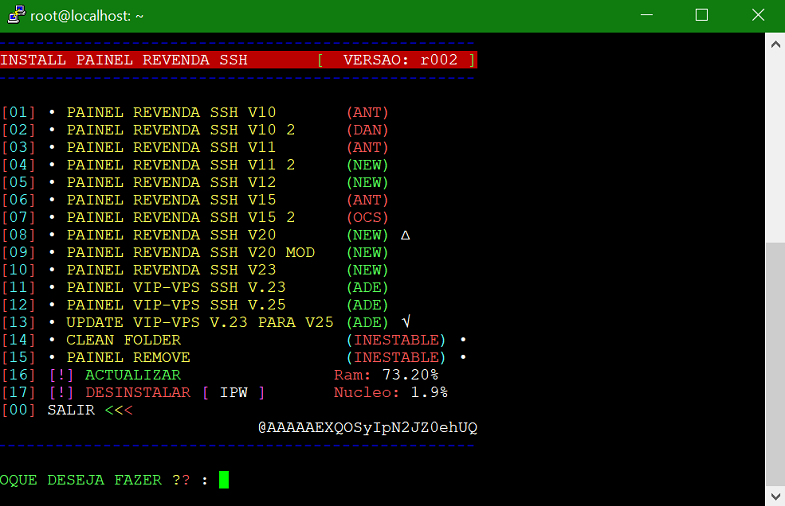 root@localhost: ~
INSTALL PAINEL REVENDA SSH [ VERSAO: r002 ]
[01] • PAINEL REVENDA SSH V10 (ANT)
[02] • PAINEL REVENDA SSH V10 2 (DAN)
[03] • PAINEL REVENDA SSH V11 (ANT)
[04] • PAINEL REVENDA SSH V11 2 (NEW)
[05] • PAINEL REVENDA SSH V12 (NEW)
[06] • PAINEL REVENDA SSH V15 (ANT)
[07] • PAINEL REVENDA SSH V15 2 (OCS)
[08] • PAINEL REVENDA SSH V20 (NEW) ∆
[09] • PAINEL REVENDA SSH V20 MOD (NEW)
[10] • PAINEL REVENDA SSH V23 (NEW)
[11] • PAINEL VIP-VPS SSH V.23 (ADE)
[12] • PAINEL VIP-VPS SSH V.25 (ADE)
[13] • UPDATE VIP-VPS V.23 PARA V25 (ADE) √
[14] • CLEAN FOLDER (INESTABLE) •
[15] • PAINEL REMOVE (INESTABLE) •
[16] [!] ACTUALIZAR Ram: 73.20%
[17] [!] DESINSTALAR [ IPW ] Nucleo: 1.9%
[00] SALIR <<<
@AAAAAEXQOSyIpN2JZ0ehUQ
OQUE DESEJA FAZER ?? :